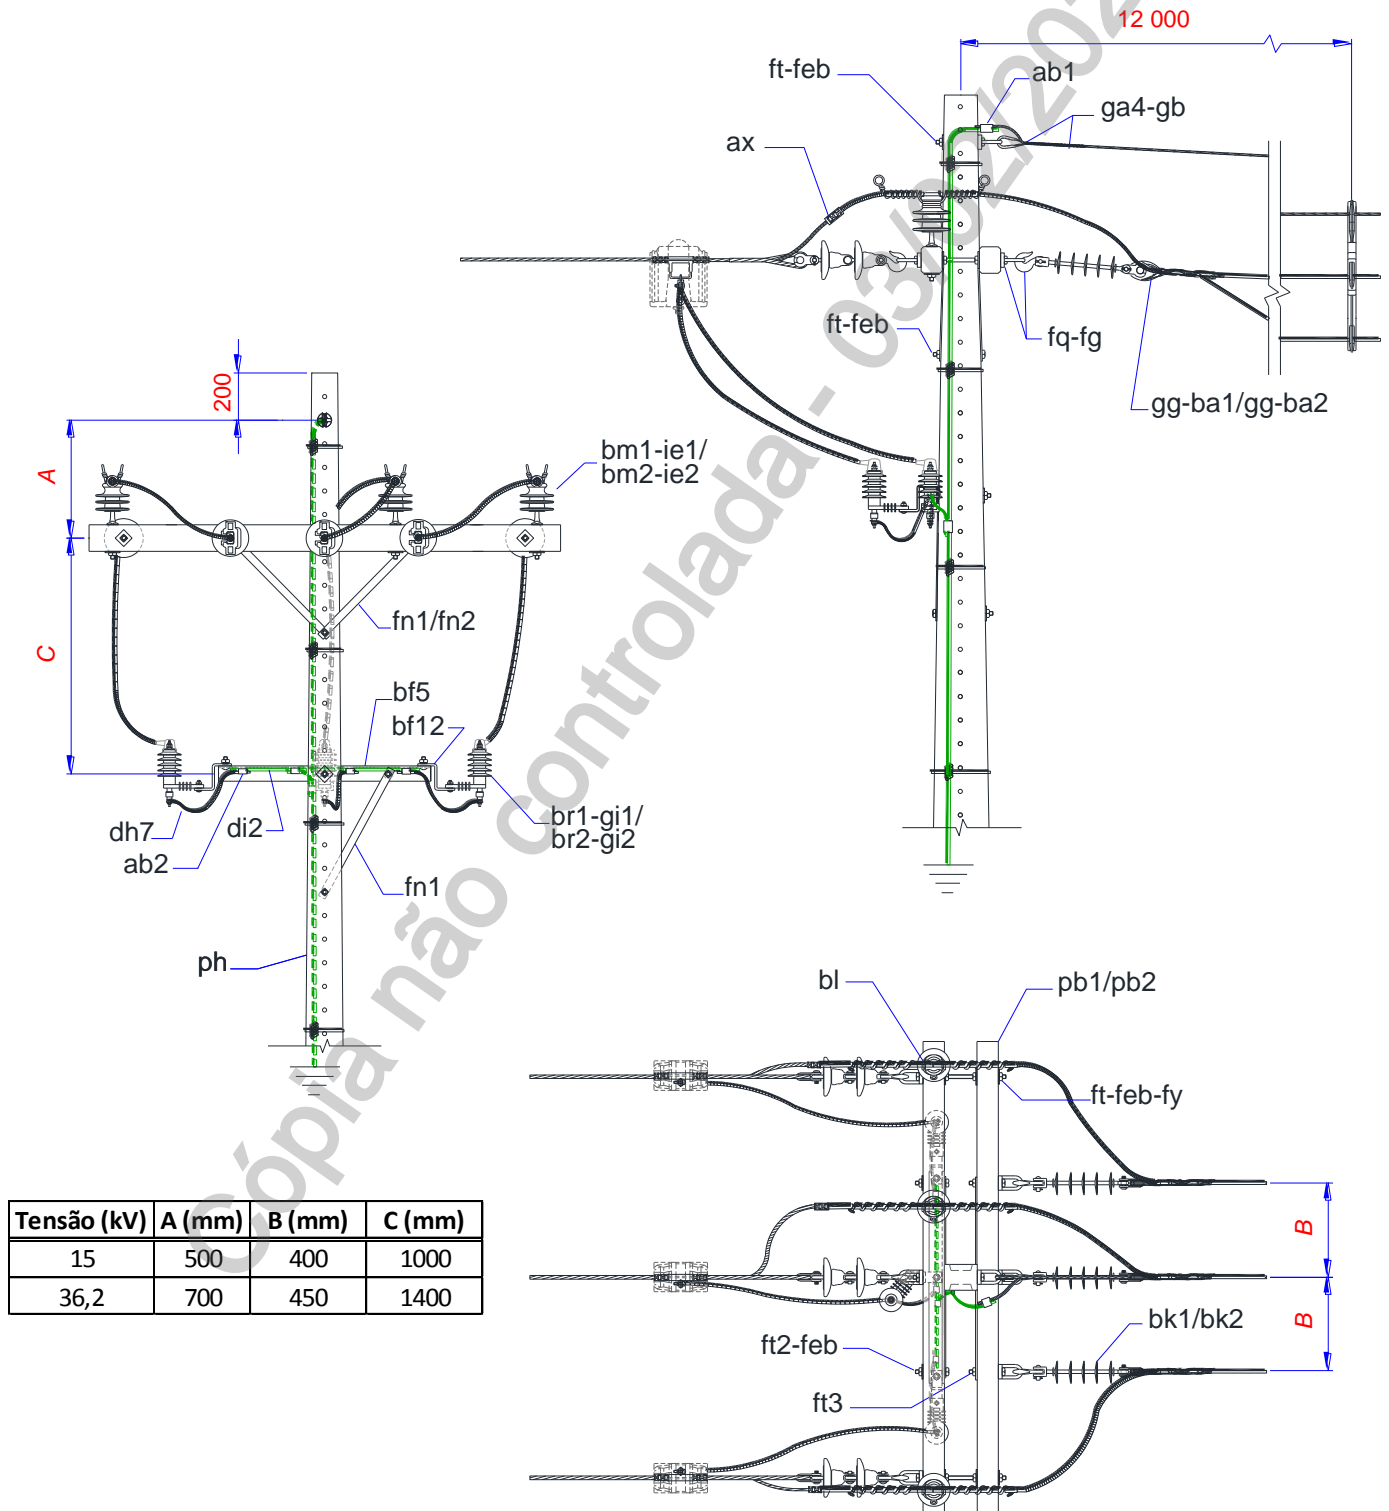 12 000
ft-feb
ab1
ga4-gb
ax
ft-feb
fq-fg
gg-ba1/gg-ba2
200
A
bm1-ie1/
bm2-ie2
C
fn1/fn2
bf5
bf12
br1-gi1/
br2-gi2
dh7
di2
ab2
fn1
ph
bl
pb1/pb2
ft-feb-fy
B
B
bk1/bk2
ft2-feb
ft3
Tensão (kV) A (mm) B (mm) C (mm)
15 500 400 1000
36,2 700 450 1400
Cópia não controlada - 03/02/202